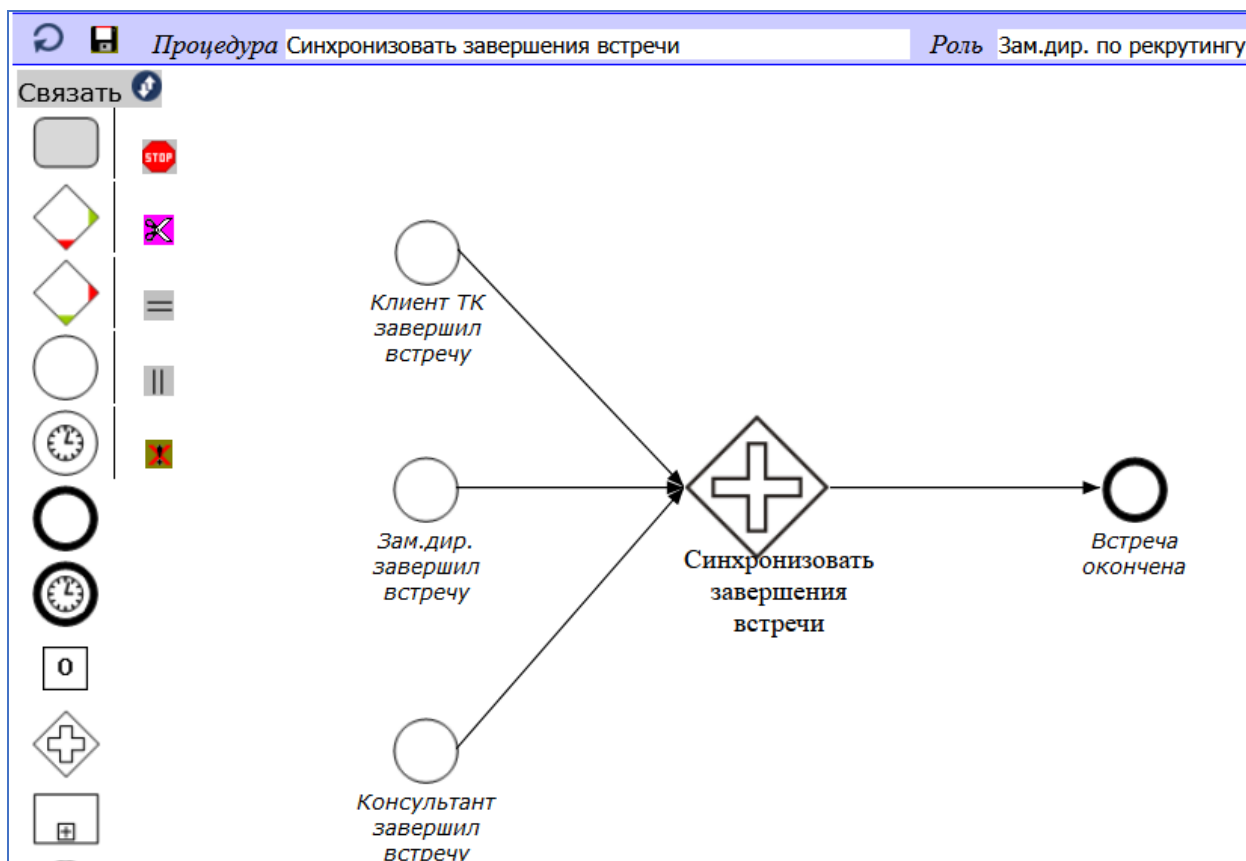 Процедура Синхронизовать завершения встречи Роль Зам.дир. по рекрутингу
Связать
STOP
Клиент ТК
завершил
встречу
Зам.дир.
завершил
встречу
Синхронизовать
завершения
встречи
Встреча
окончена
O
Консультант
завершил
встречу